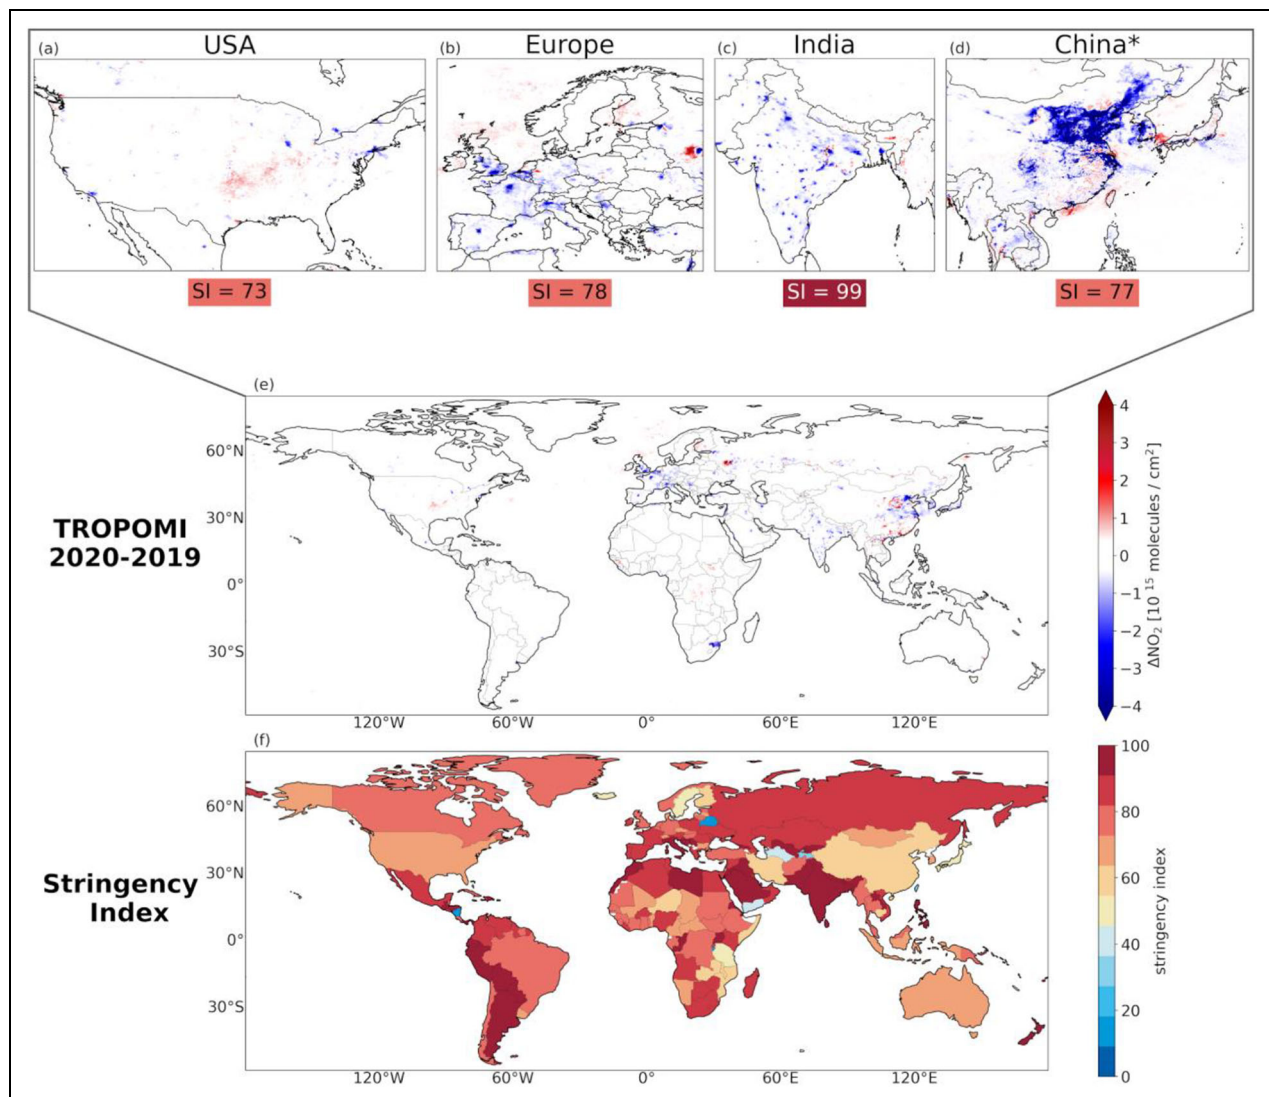 (a) USA (b) Europe (c) India (d) China*
SI = 73 SI = 78 SI = 99 SI = 77
(e)
TROPOMI
2020-2019
60°N
30°N
0°
30°S
120°W 60°W 0° 60°E 120°E
4
3
2
1
0
−1
−2
−3
−4
ΔNO₂ [10 ¹⁵ molecules / cm²]
(f)
Stringency
Index
60°N
30°N
0°
30°S
120°W 60°W 0° 60°E 120°E
100
80
60
40
20
0
stringency index